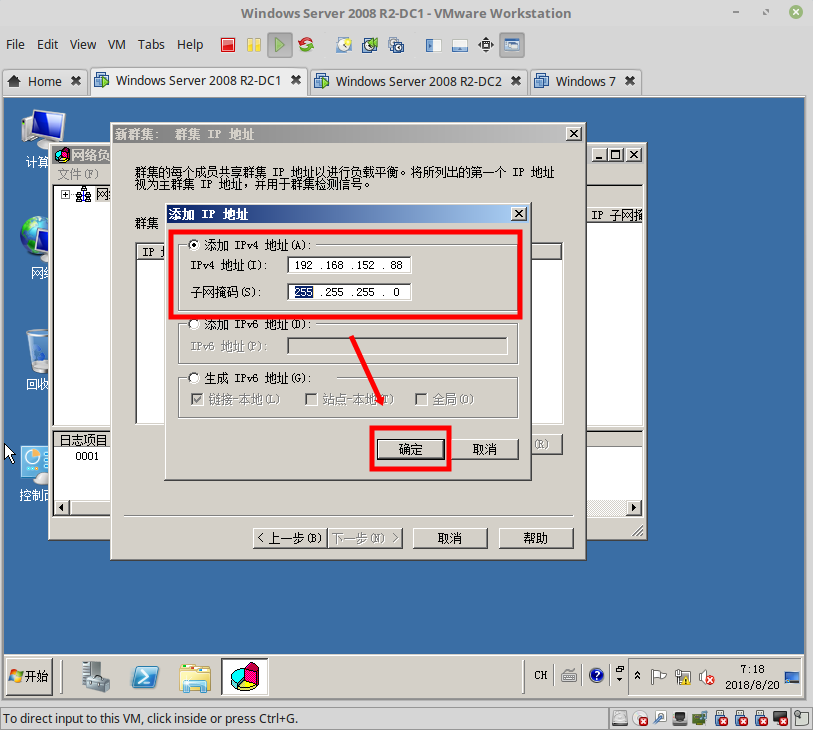 Windows Server 2008 R2-DC1 - VMware Workstation
File Edit View VM Tabs Help
Home
Windows Server 2008 R2-DC1
Windows Server 2008 R2-DC2
Windows 7
新群集: 群集 IP 地址
计算
网络负
文件(F)
群集的每个成员共享群集 IP 地址以进行负载平衡。将所列出的第一个 IP 地址
视为主群集 IP 地址，并用于群集检测信号。
群集
添加 IP 地址
IP 子网掩
添加 IPv4 地址(A):
IPv4 地址(I): 192 .168 .152 . 88
子网掩码(S): 255 .255 .255 . 0
添加 IPv6 地址(D):
IPv6 地址(P):
生成 IPv6 地址(G):
链接-本地(L) 站点-本地(T) 全局(O)
确定 取消 (R)
网络
回收
日志项目
0001
控制面
< 上一步(B) 下一步(N) > 取消 帮助
开始
CH
7:18
2018/8/20
To direct input to this VM, click inside or press Ctrl+G.